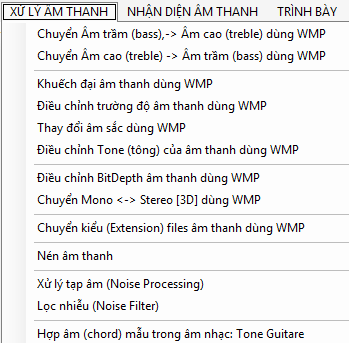 XỬ LÝ ÂM THANH NHẬN DIỆN ÂM THANH TRÌNH BÀY
Chuyển Âm trầm (bass),-> Âm cao (treble) dùng WMP
Chuyển Âm cao (treble) -> Âm trầm (bass) dùng WMP
Khuếch đại âm thanh dùng WMP
Điều chỉnh trường độ âm thanh dùng WMP
Thay đổi âm sắc dùng WMP
Điều chỉnh Tone (tông) của âm thanh dùng WMP
Điều chỉnh BitDepth âm thanh dùng WMP
Chuyển Mono <-> Stereo [3D] dùng WMP
Chuyển kiểu (Extension) files âm thanh dùng WMP
Nén âm thanh
Xử lý tạp âm (Noise Processing)
Lọc nhiễu (Noise Filter)
Hợp âm (chord) mẫu trong âm nhạc: Tone Guitare